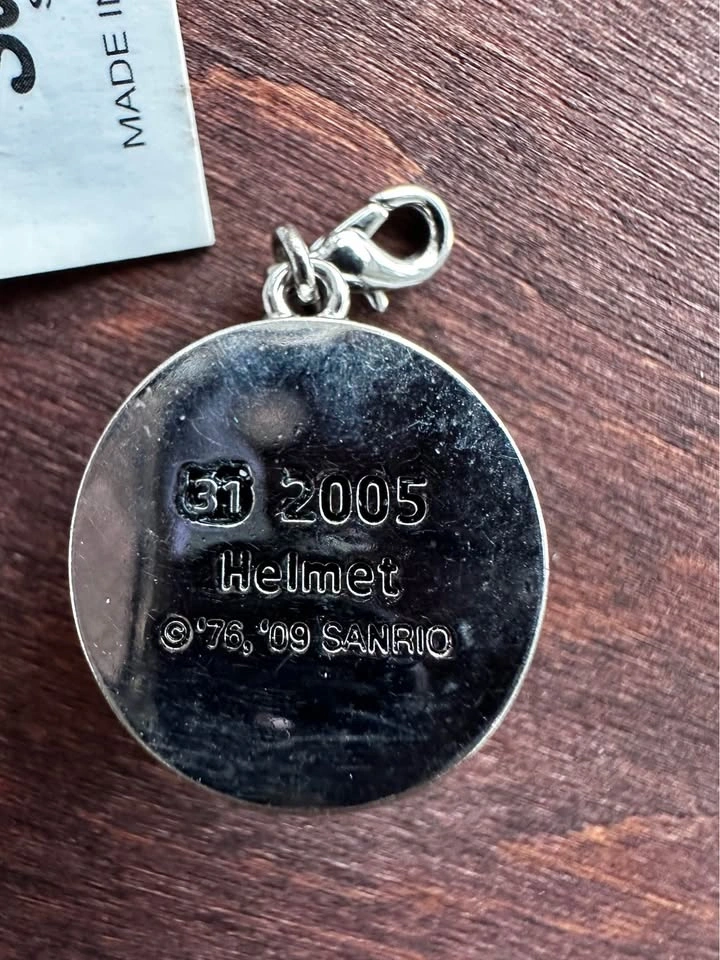 MADE I
31 2005
Helmet
©'76, '09 SANRIO